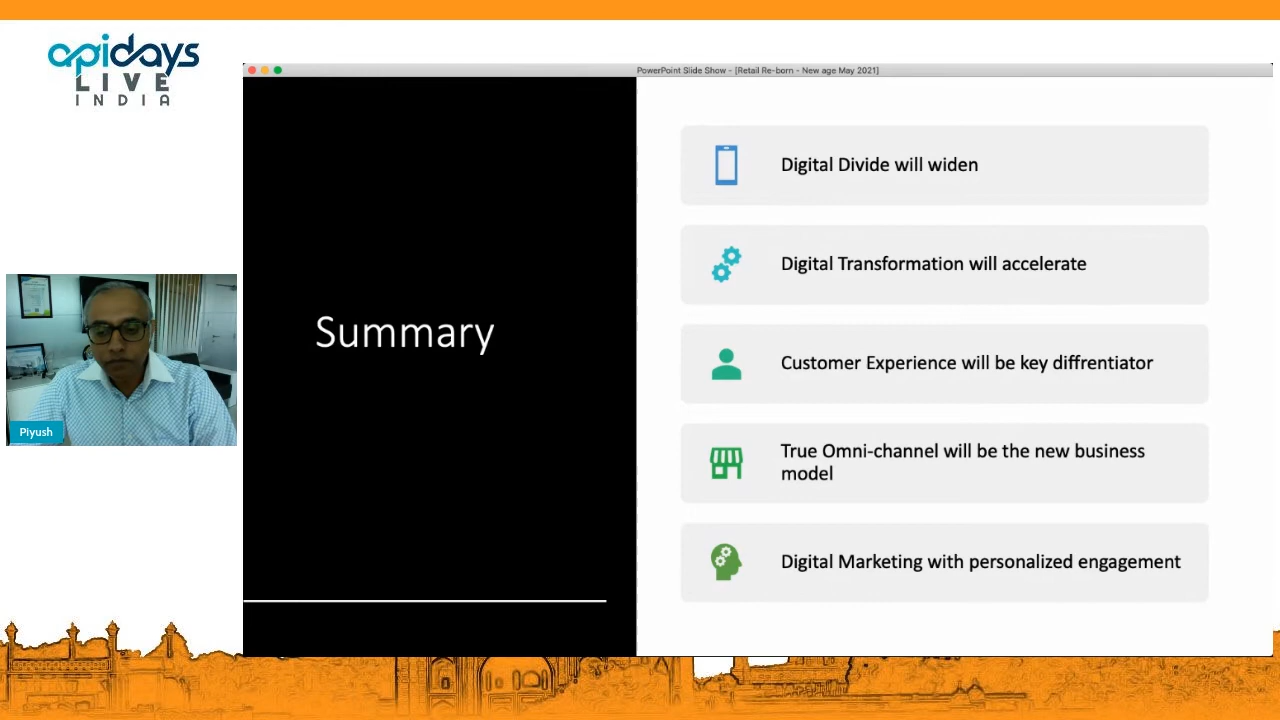 apidays
LIVE
INDIA
PowerPoint Slide Show - [Retail Re-born - New age May 2021]
Digital Divide will widen
Digital Transformation will accelerate
Summary
Customer Experience will be key diffrentiator
True Omni-channel will be the new business
model
Digital Marketing with personalized engagement
Piyush